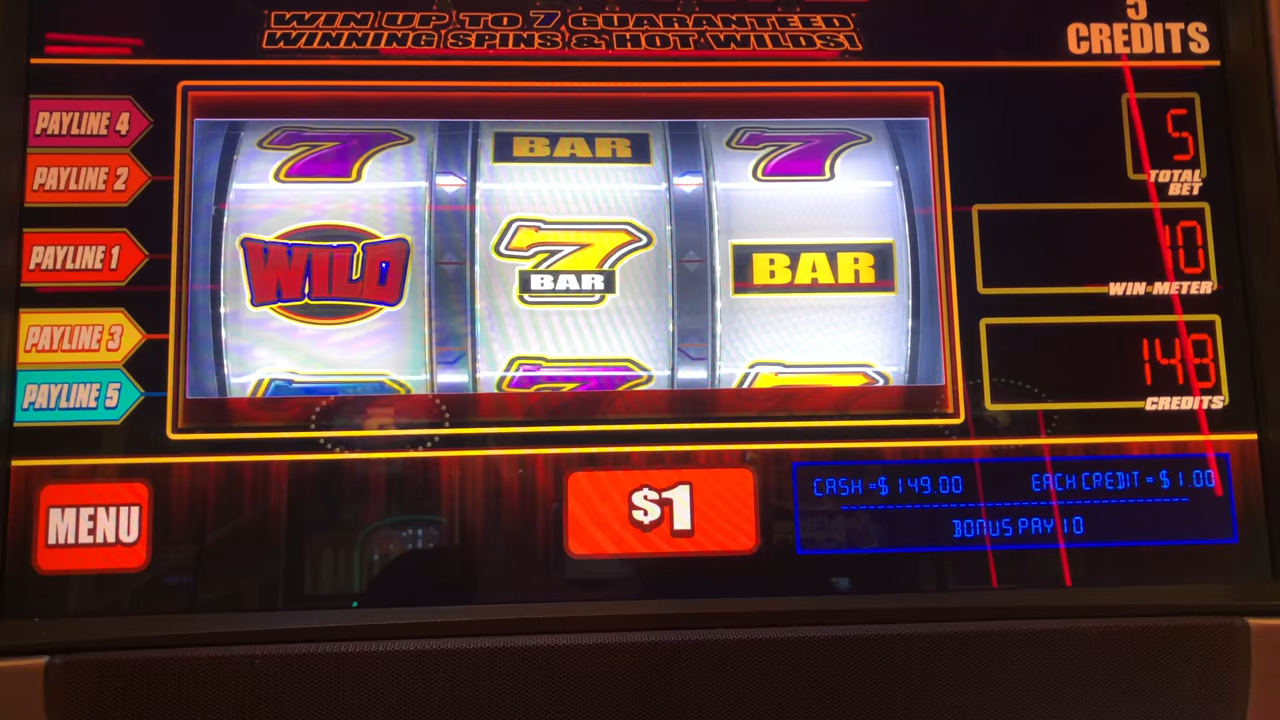 WIN UP TO 7 GUARANTEED
WINNING SPINS & HOT WILDS!
5
CREDITS
PAYLINE 4
PAYLINE 2
PAYLINE 1
PAYLINE 3
PAYLINE 5
7 BAR 7
WILD 7 BAR BAR
5
TOTAL
BET
10
WIN METER
148
CREDITS
MENU
$1
CASH =$149.00 EACH CREDIT = $1.00
BONUS PAY 10